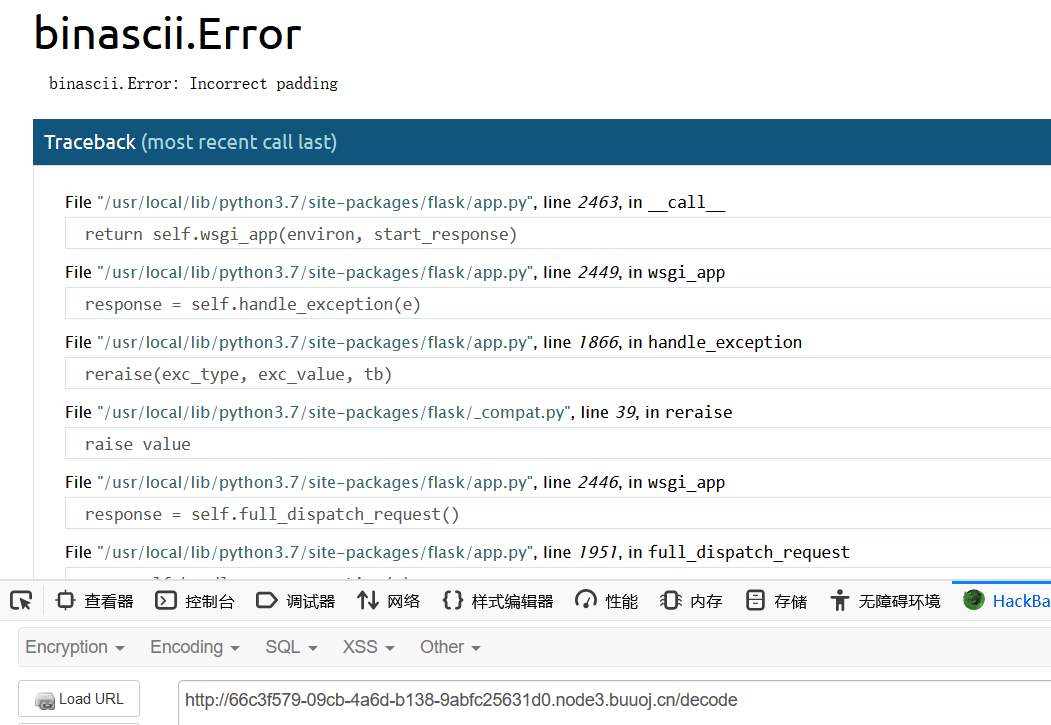 binascii.Error
binascii.Error: Incorrect padding
Traceback (most recent call last)
File "/usr/local/lib/python3.7/site-packages/flask/app.py", line 2463, in __call__
return self.wsgi_app(environ, start_response)
File "/usr/local/lib/python3.7/site-packages/flask/app.py", line 2449, in wsgi_app
response = self.handle_exception(e)
File "/usr/local/lib/python3.7/site-packages/flask/app.py", line 1866, in handle_exception
reraise(exc_type, exc_value, tb)
File "/usr/local/lib/python3.7/site-packages/flask/_compat.py", line 39, in reraise
raise value
File "/usr/local/lib/python3.7/site-packages/flask/app.py", line 2446, in wsgi_app
response = self.full_dispatch_request()
File "/usr/local/lib/python3.7/site-packages/flask/app.py", line 1951, in full_dispatch_request
查看器 控制台 调试器 网络 样式编辑器 性能 内存 存储 无障碍环境 HackBa
Encryption Encoding SQL XSS Other
Load URL http://66c3f579-09cb-4a6d-b138-9abfc25631d0.node3.buuoj.cn/decode